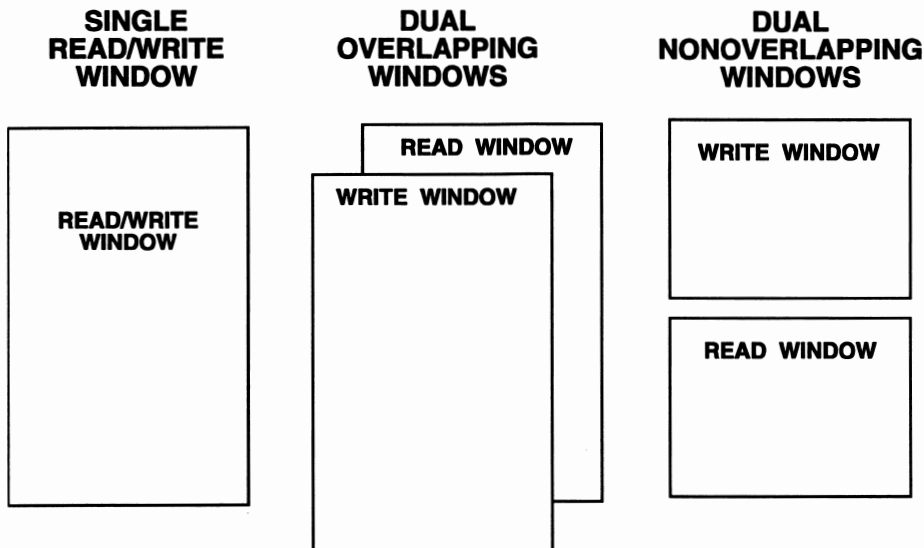 SINGLE
READ/WRITE
WINDOW
READ/WRITE
WINDOW
DUAL
OVERLAPPING
WINDOWS
READ WINDOW
WRITE WINDOW
DUAL
NONOVERLAPPING
WINDOWS
WRITE WINDOW
READ WINDOW